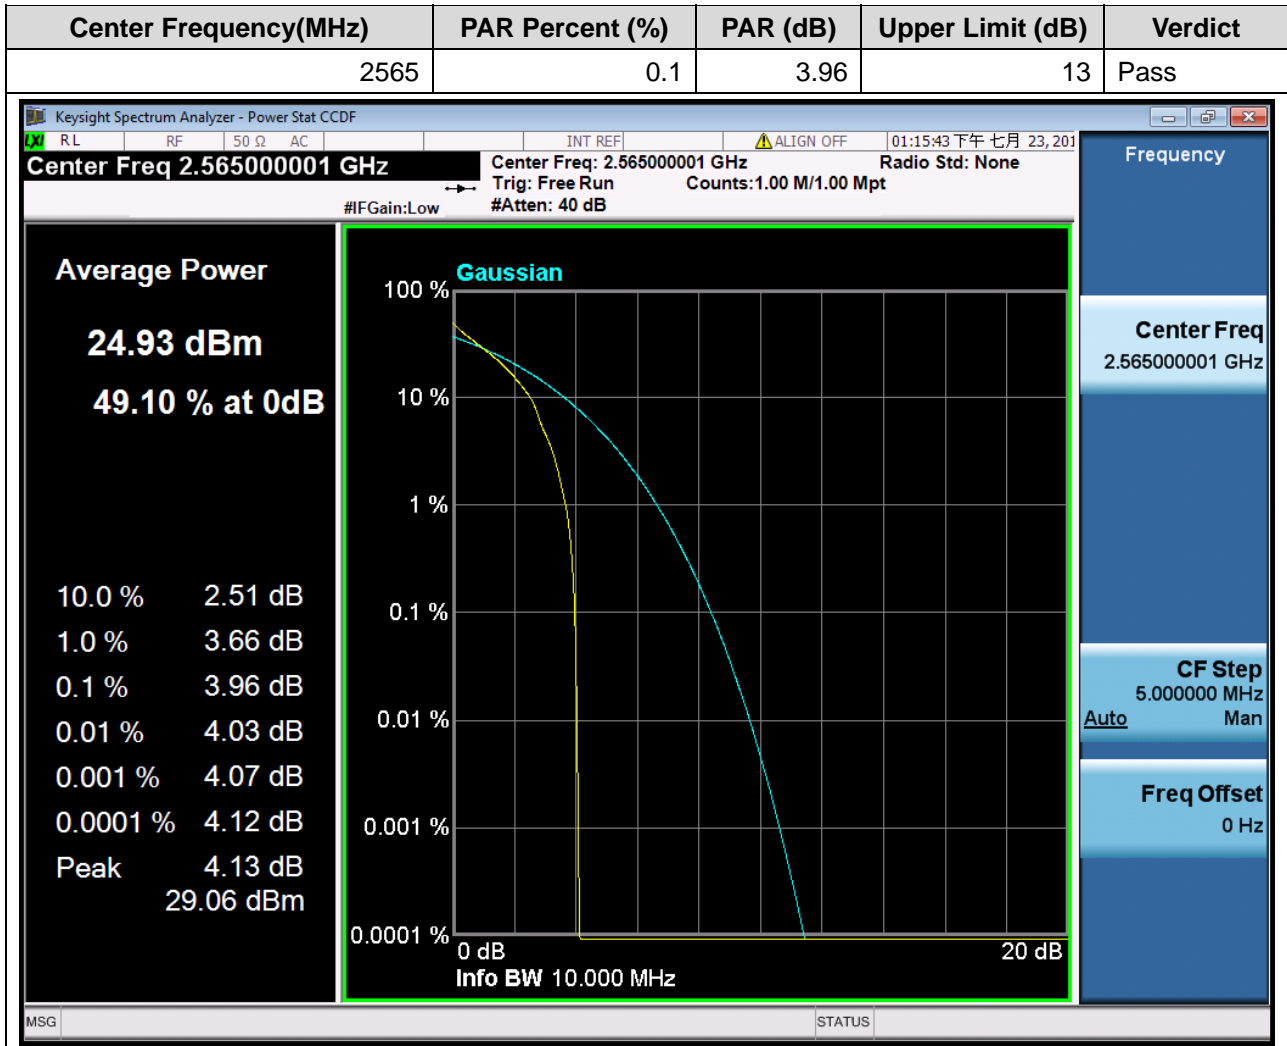 Center Frequency(MHz) PAR Percent (%) PAR (dB) Upper Limit (dB) Verdict
2565 0.1 3.96 13 Pass
Keysight Spectrum Analyzer - Power Stat CCDF
LXI RL RF 50 Ω AC INT REF ALIGN OFF 01:15:43 下午 七月 23, 201
Center Freq 2.565000001 GHz
#IFGain:Low
Center Freq: 2.565000001 GHz Radio Std: None
Trig: Free Run Counts:1.00 M/1.00 Mpt
#Atten: 40 dB
Average Power
24.93 dBm
49.10 % at 0dB
10.0 % 2.51 dB
1.0 % 3.66 dB
0.1 % 3.96 dB
0.01 % 4.03 dB
0.001 % 4.07 dB
0.0001 % 4.12 dB
Peak 4.13 dB
29.06 dBm
Gaussian
100 %
10 %
1 %
0.1 %
0.01 %
0.001 %
0.0001 %
0 dB 20 dB
Info BW 10.000 MHz
Frequency
Center Freq
2.565000001 GHz
CF Step
5.000000 MHz
Auto Man
Freq Offset
0 Hz
MSG STATUS